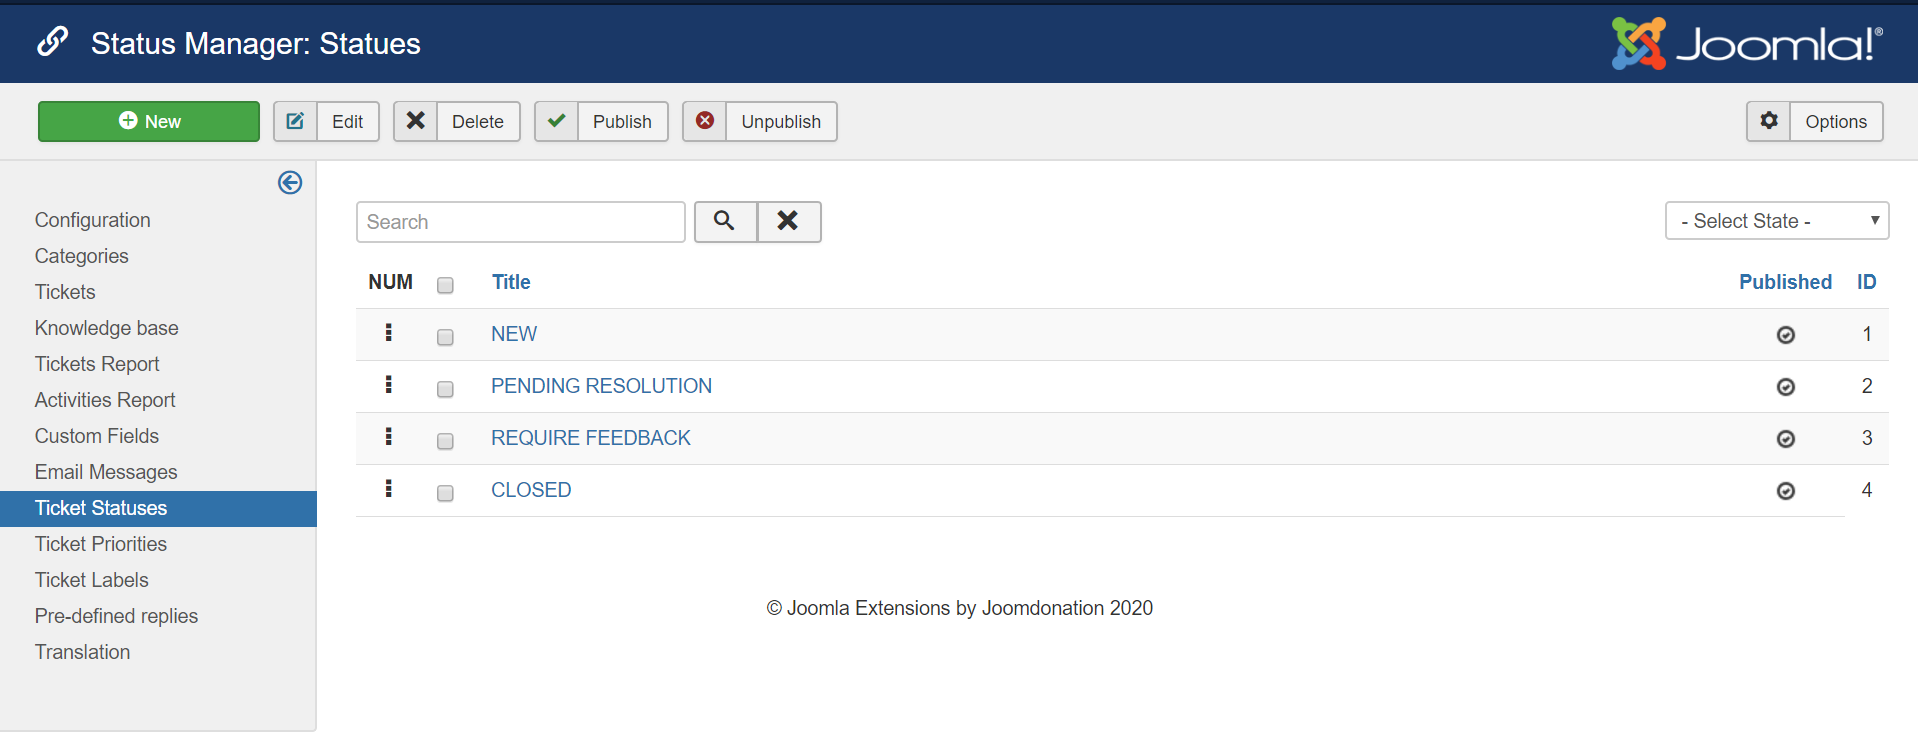 Status Manager: Statues
Joomla!®
New
Edit
Delete
Publish
Unpublish
Options
Configuration
Categories
Tickets
Knowledge base
Tickets Report
Activities Report
Custom Fields
Email Messages
Ticket Statuses
Ticket Priorities
Ticket Labels
Pre-defined replies
Translation
Search
- Select State -
NUM Title Published ID
NEW 1
PENDING RESOLUTION 2
REQUIRE FEEDBACK 3
CLOSED 4
© Joomla Extensions by Joomdonation 2020